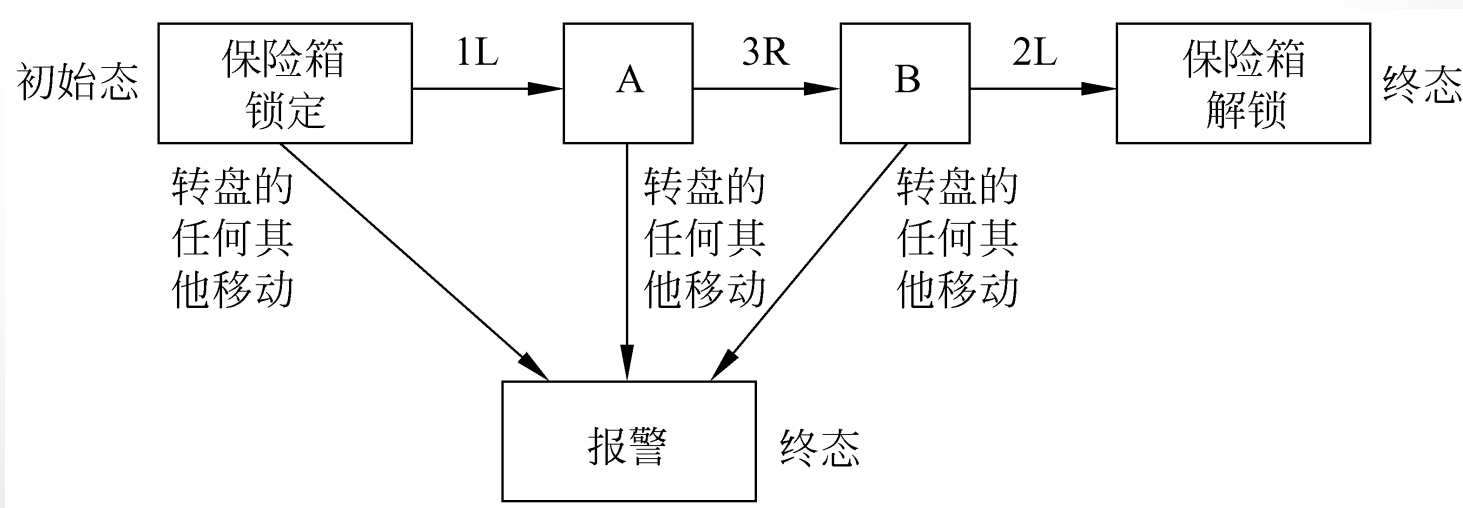 初始态
保险箱
锁定
1L
A
3R
B
2L
保险箱
解锁
终态
转盘的
任何其
他移动
转盘的
任何其
他移动
转盘的
任何其
他移动
报警
终态